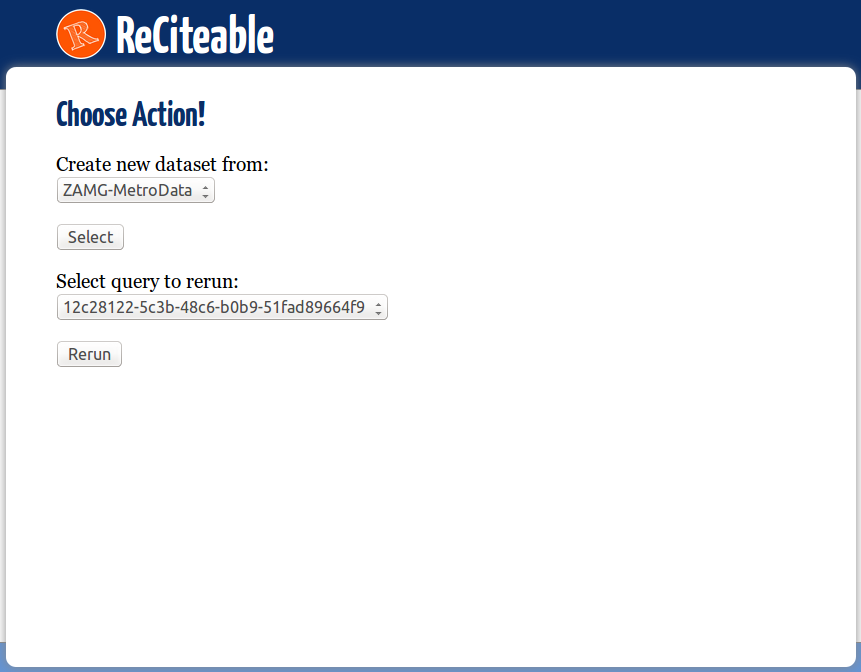 R ReCiteable
Choose Action!
Create new dataset from:
ZAMG-MetroData
Select
Select query to rerun:
12c28122-5c3b-48c6-b0b9-51fad89664f9
Rerun